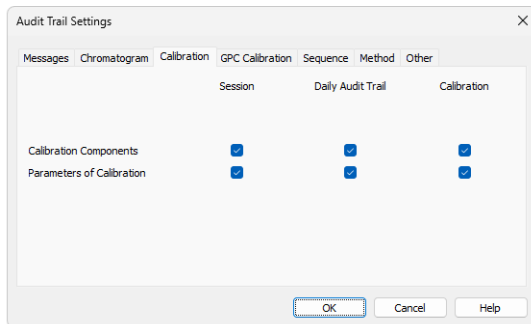 Audit Trail Settings
Messages Chromatogram Calibration GPC Calibration Sequence Method Other
Session Daily Audit Trail Calibration
Calibration Components
Parameters of Calibration
OK Cancel Help